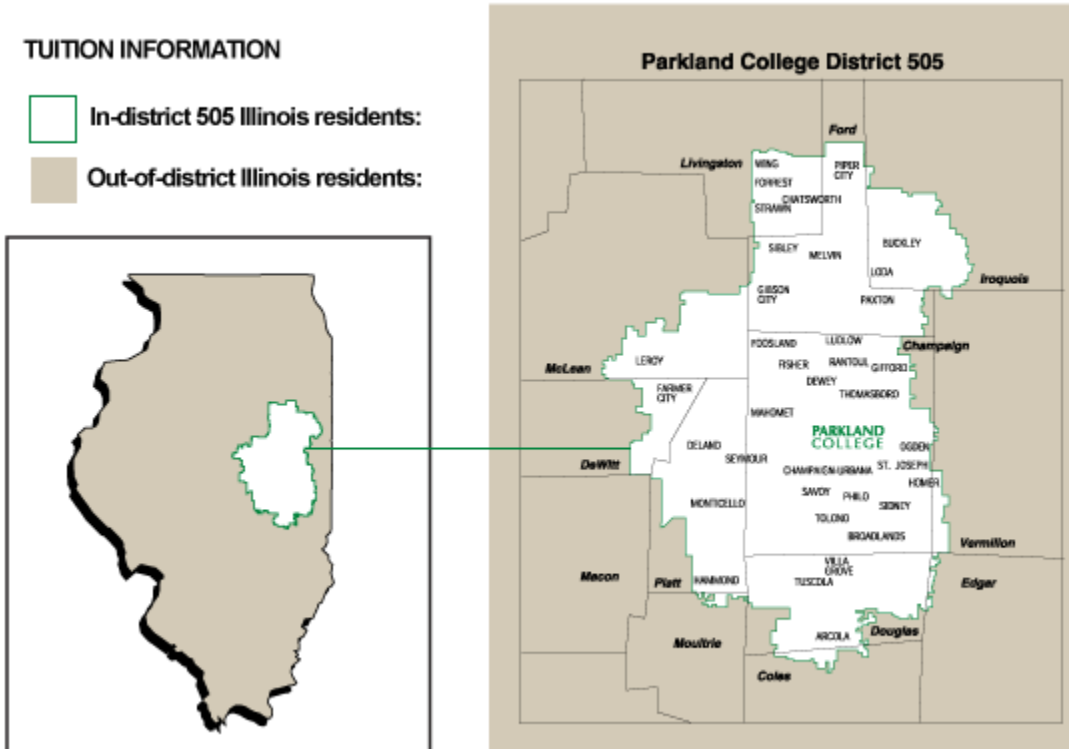 TUITION INFORMATION
In-district 505 Illinois residents:
Out-of-district Illinois residents:
Parkland College District 505
Ford
Livingston
WING
PIPER
CITY
FORREST
CHATSWORTH
STRAWN
SIBLEY
MELVIN
BUCKLEY
LODA
GIBSON
CITY
PAXTON
Iroquois
FOOSLAND
LUDLOW
Champaign
McLean
LEROY
FISHER
RANTOUL
GIFFORD
DEWEY
FARMER
CITY
THOMASBORO
MAHOMET
PARKLAND
COLLEGE
DELAND
SEYMOUR
OGDEN
DeWitt
CHAMPAIGN-URBANA
ST. JOSEPH
HOMER
MONTICELLO
SAVOY
PHILO
SIDNEY
TOLONO
BROADLANDS
Vermilion
Macon
Piatt
HAMMOND
VILLA
GROVE
TUSCOLA
Edgar
Moultrie
ARCOLA
Douglas
Coles